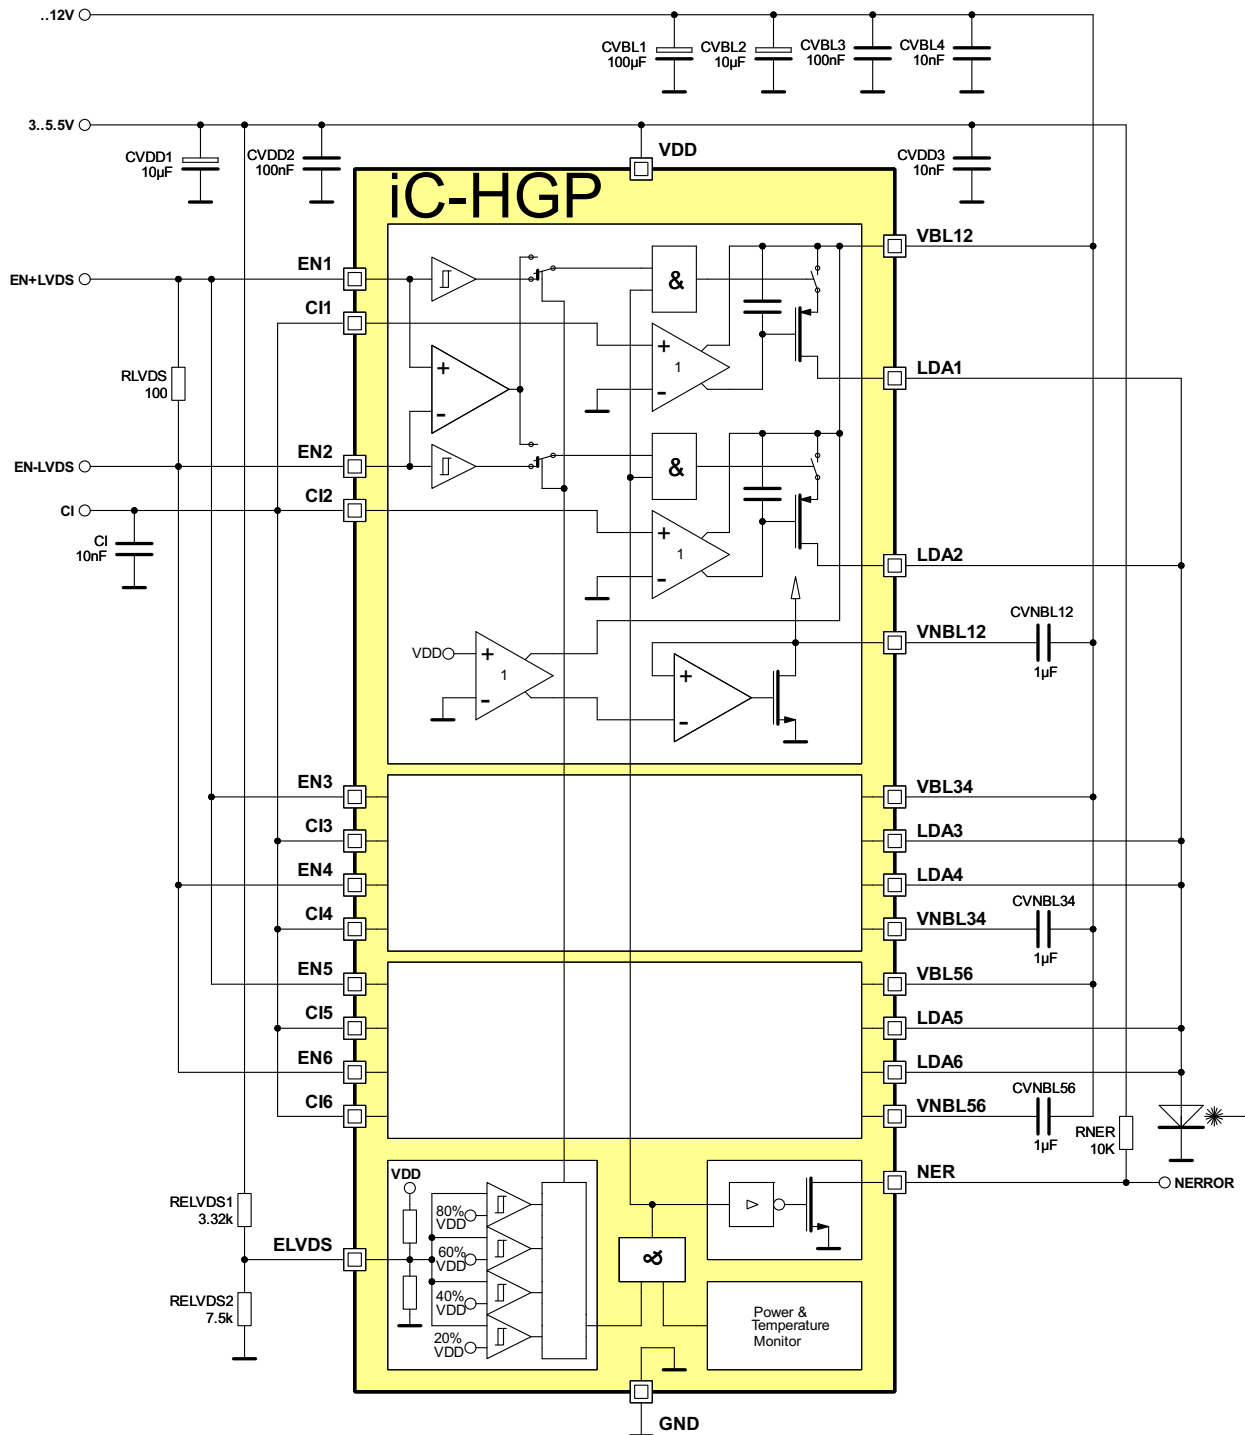 ..12V
CVBL1
100µF
CVBL2
10µF
CVBL3
100nF
CVBL4
10nF
3..5.5V
CVDD1
10µF
CVDD2
100nF
VDD
CVDD3
10nF
iC-HGP
VBL12
EN+LVDS
EN1
&
CI1
+
1
-
LDA1
RLVDS
100
+
-
EN-LVDS
EN2
&
CI
CI2
+
1
-
CI
10nF
LDA2
VDD
+
1
-
+
-
VNBL12
CVNBL12
1µF
EN3
VBL34
CI3
LDA3
EN4
LDA4
CI4
VNBL34
CVNBL34
1µF
EN5
VBL56
CI5
LDA5
EN6
LDA6
CI6
VNBL56
CVNBL56
1µF
RNER
10K
NER
NERROR
VDD
80%
VDD
60%
VDD
40%
VDD
20%
VDD
&
RELVDS1
3.32k
ELVDS
RELVDS2
7.5k
Power &
Temperature
Monitor
GND